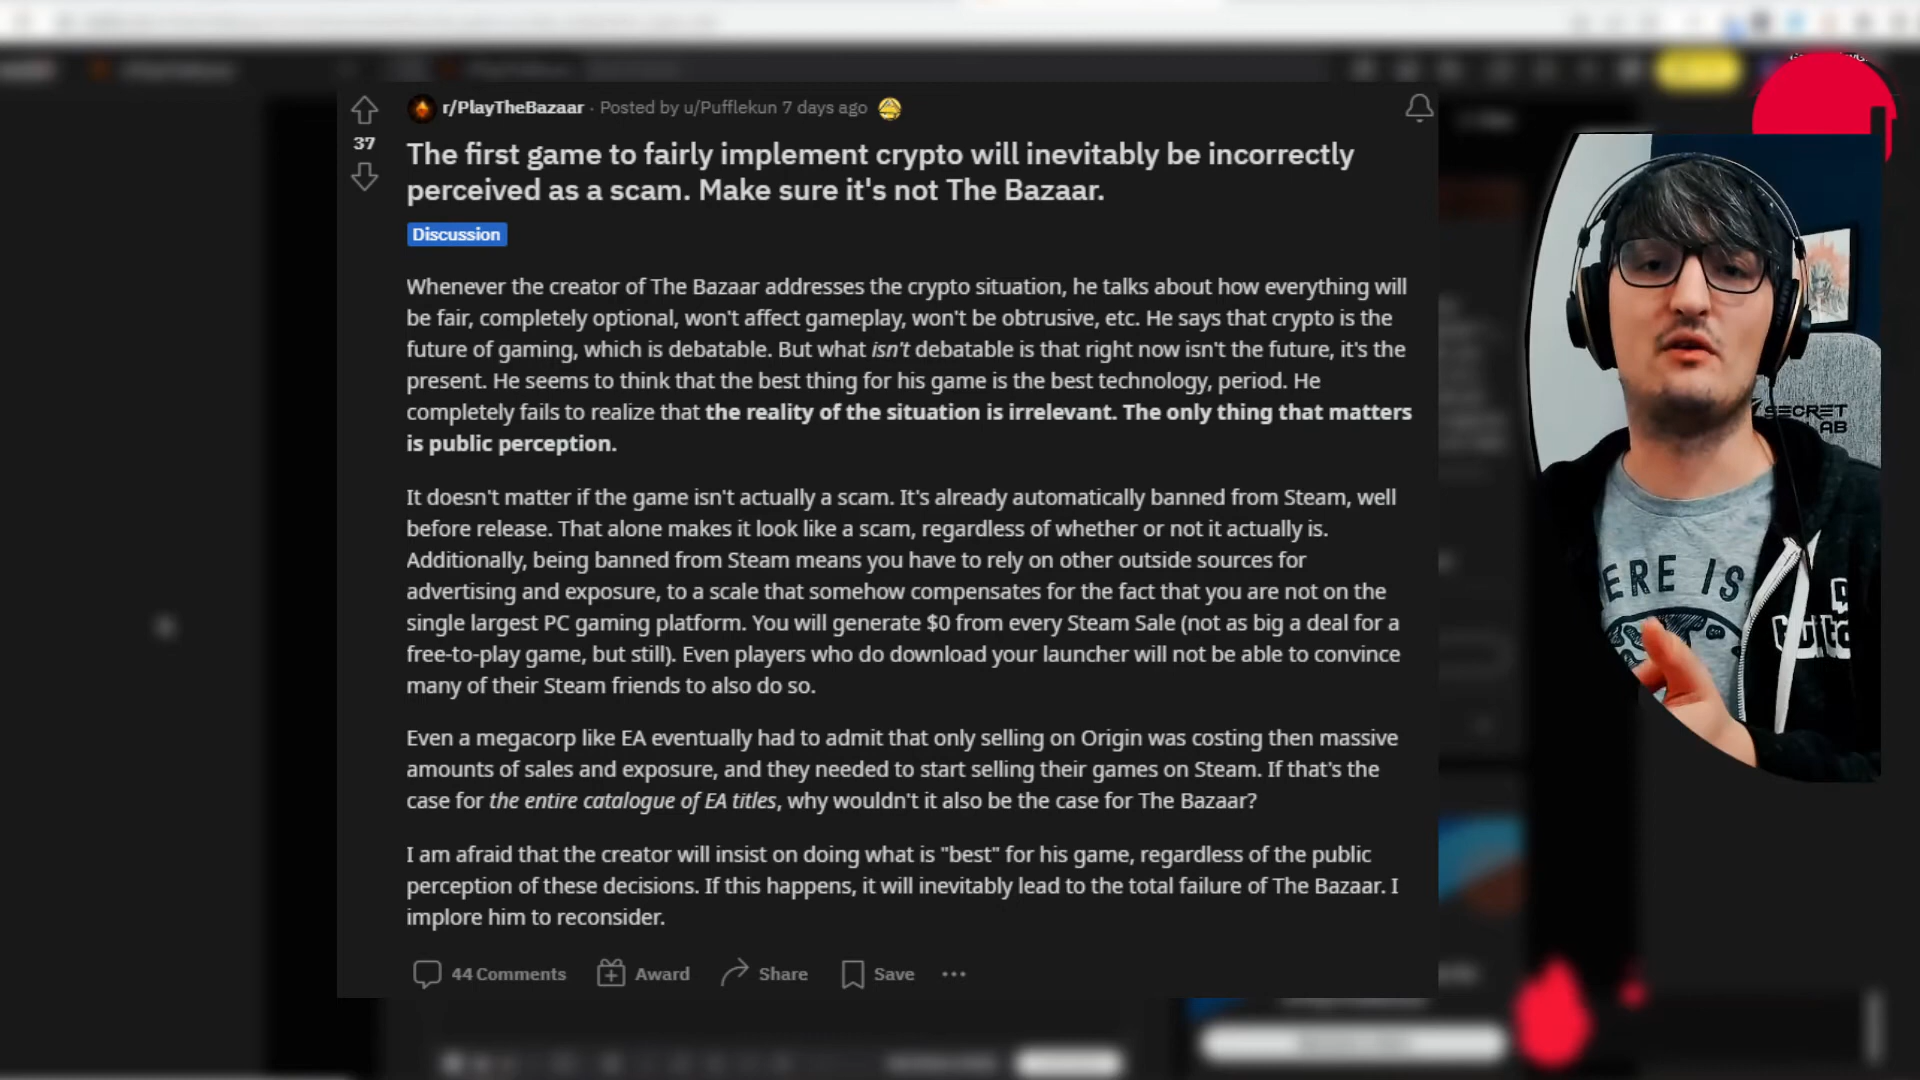 r/PlayTheBazaar · Posted by u/Pufflekun 7 days ago
37
The first game to fairly implement crypto will inevitably be incorrectly
perceived as a scam. Make sure it's not The Bazaar.
Discussion
Whenever the creator of The Bazaar addresses the crypto situation, he talks about how everything will
be fair, completely optional, won't affect gameplay, won't be obtrusive, etc. He says that crypto is the
future of gaming, which is debatable. But what isn't debatable is that right now isn't the future, it's the
present. He seems to think that the best thing for his game is the best technology, period. He
completely fails to realize that the reality of the situation is irrelevant. The only thing that matters
is public perception.
It doesn't matter if the game isn't actually a scam. It's already automatically banned from Steam, well
before release. That alone makes it look like a scam, regardless of whether or not it actually is.
Additionally, being banned from Steam means you have to rely on other outside sources for
advertising and exposure, to a scale that somehow compensates for the fact that you are not on the
single largest PC gaming platform. You will generate $0 from every Steam Sale (not as big a deal for a
free-to-play game, but still). Even players who do download your launcher will not be able to convince
many of their Steam friends to also do so.
Even a megacorp like EA eventually had to admit that only selling on Origin was costing then massive
amounts of sales and exposure, and they needed to start selling their games on Steam. If that's the
case for the entire catalogue of EA titles, why wouldn't it also be the case for The Bazaar?
I am afraid that the creator will insist on doing what is "best" for his game, regardless of the public
perception of these decisions. If this happens, it will inevitably lead to the total failure of The Bazaar. I
implore him to reconsider.
44 Comments Award Share Save ···
SECRET
AB
ERE IS